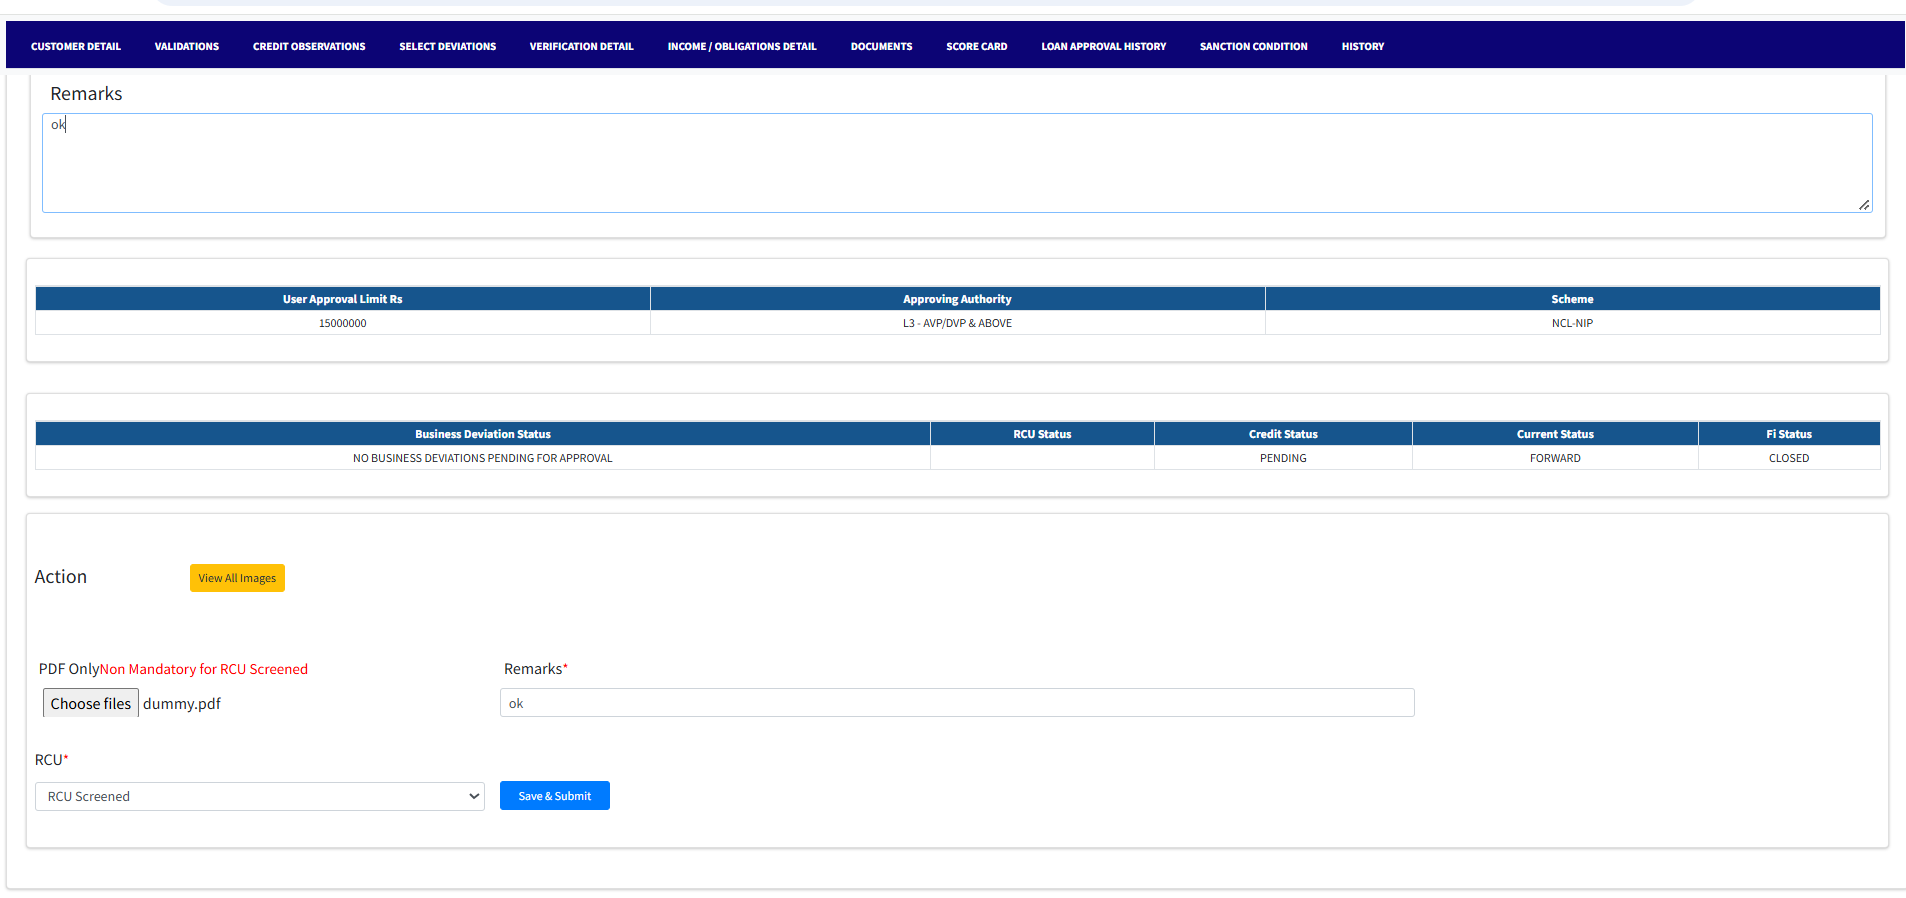 CUSTOMER DETAIL VALIDATIONS CREDIT OBSERVATIONS SELECT DEVIATIONS VERIFICATION DETAIL INCOME / OBLIGATIONS DETAIL DOCUMENTS SCORE CARD LOAN APPROVAL HISTORY SANCTION CONDITION HISTORY
Remarks
ok
User Approval Limit Rs Approving Authority Scheme
15000000 L3 - AVP/DVP & ABOVE NCL-NIP
Business Deviation Status RCU Status Credit Status Current Status Fi Status
NO BUSINESS DEVIATIONS PENDING FOR APPROVAL PENDING FORWARD CLOSED
Action View All Images
PDF OnlyNon Mandatory for RCU Screened Remarks*
Choose files dummy.pdf ok
RCU*
RCU Screened Save & Submit